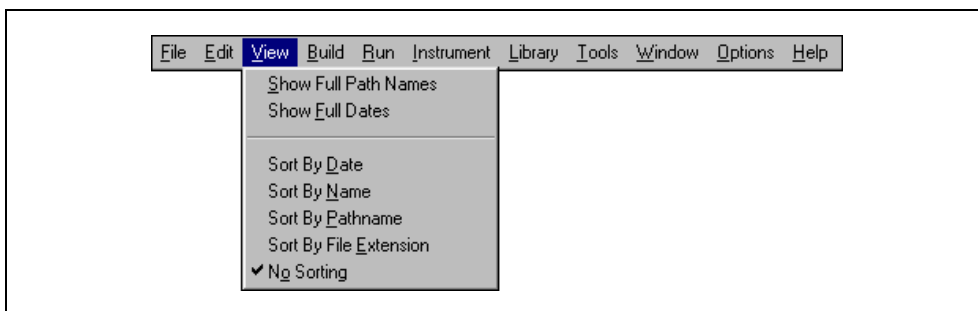 File Edit View Build Run Instrument Library Tools Window Options Help
Show Full Path Names
Show Full Dates
Sort By Date
Sort By Name
Sort By Pathname
Sort By File Extension
✔ No Sorting